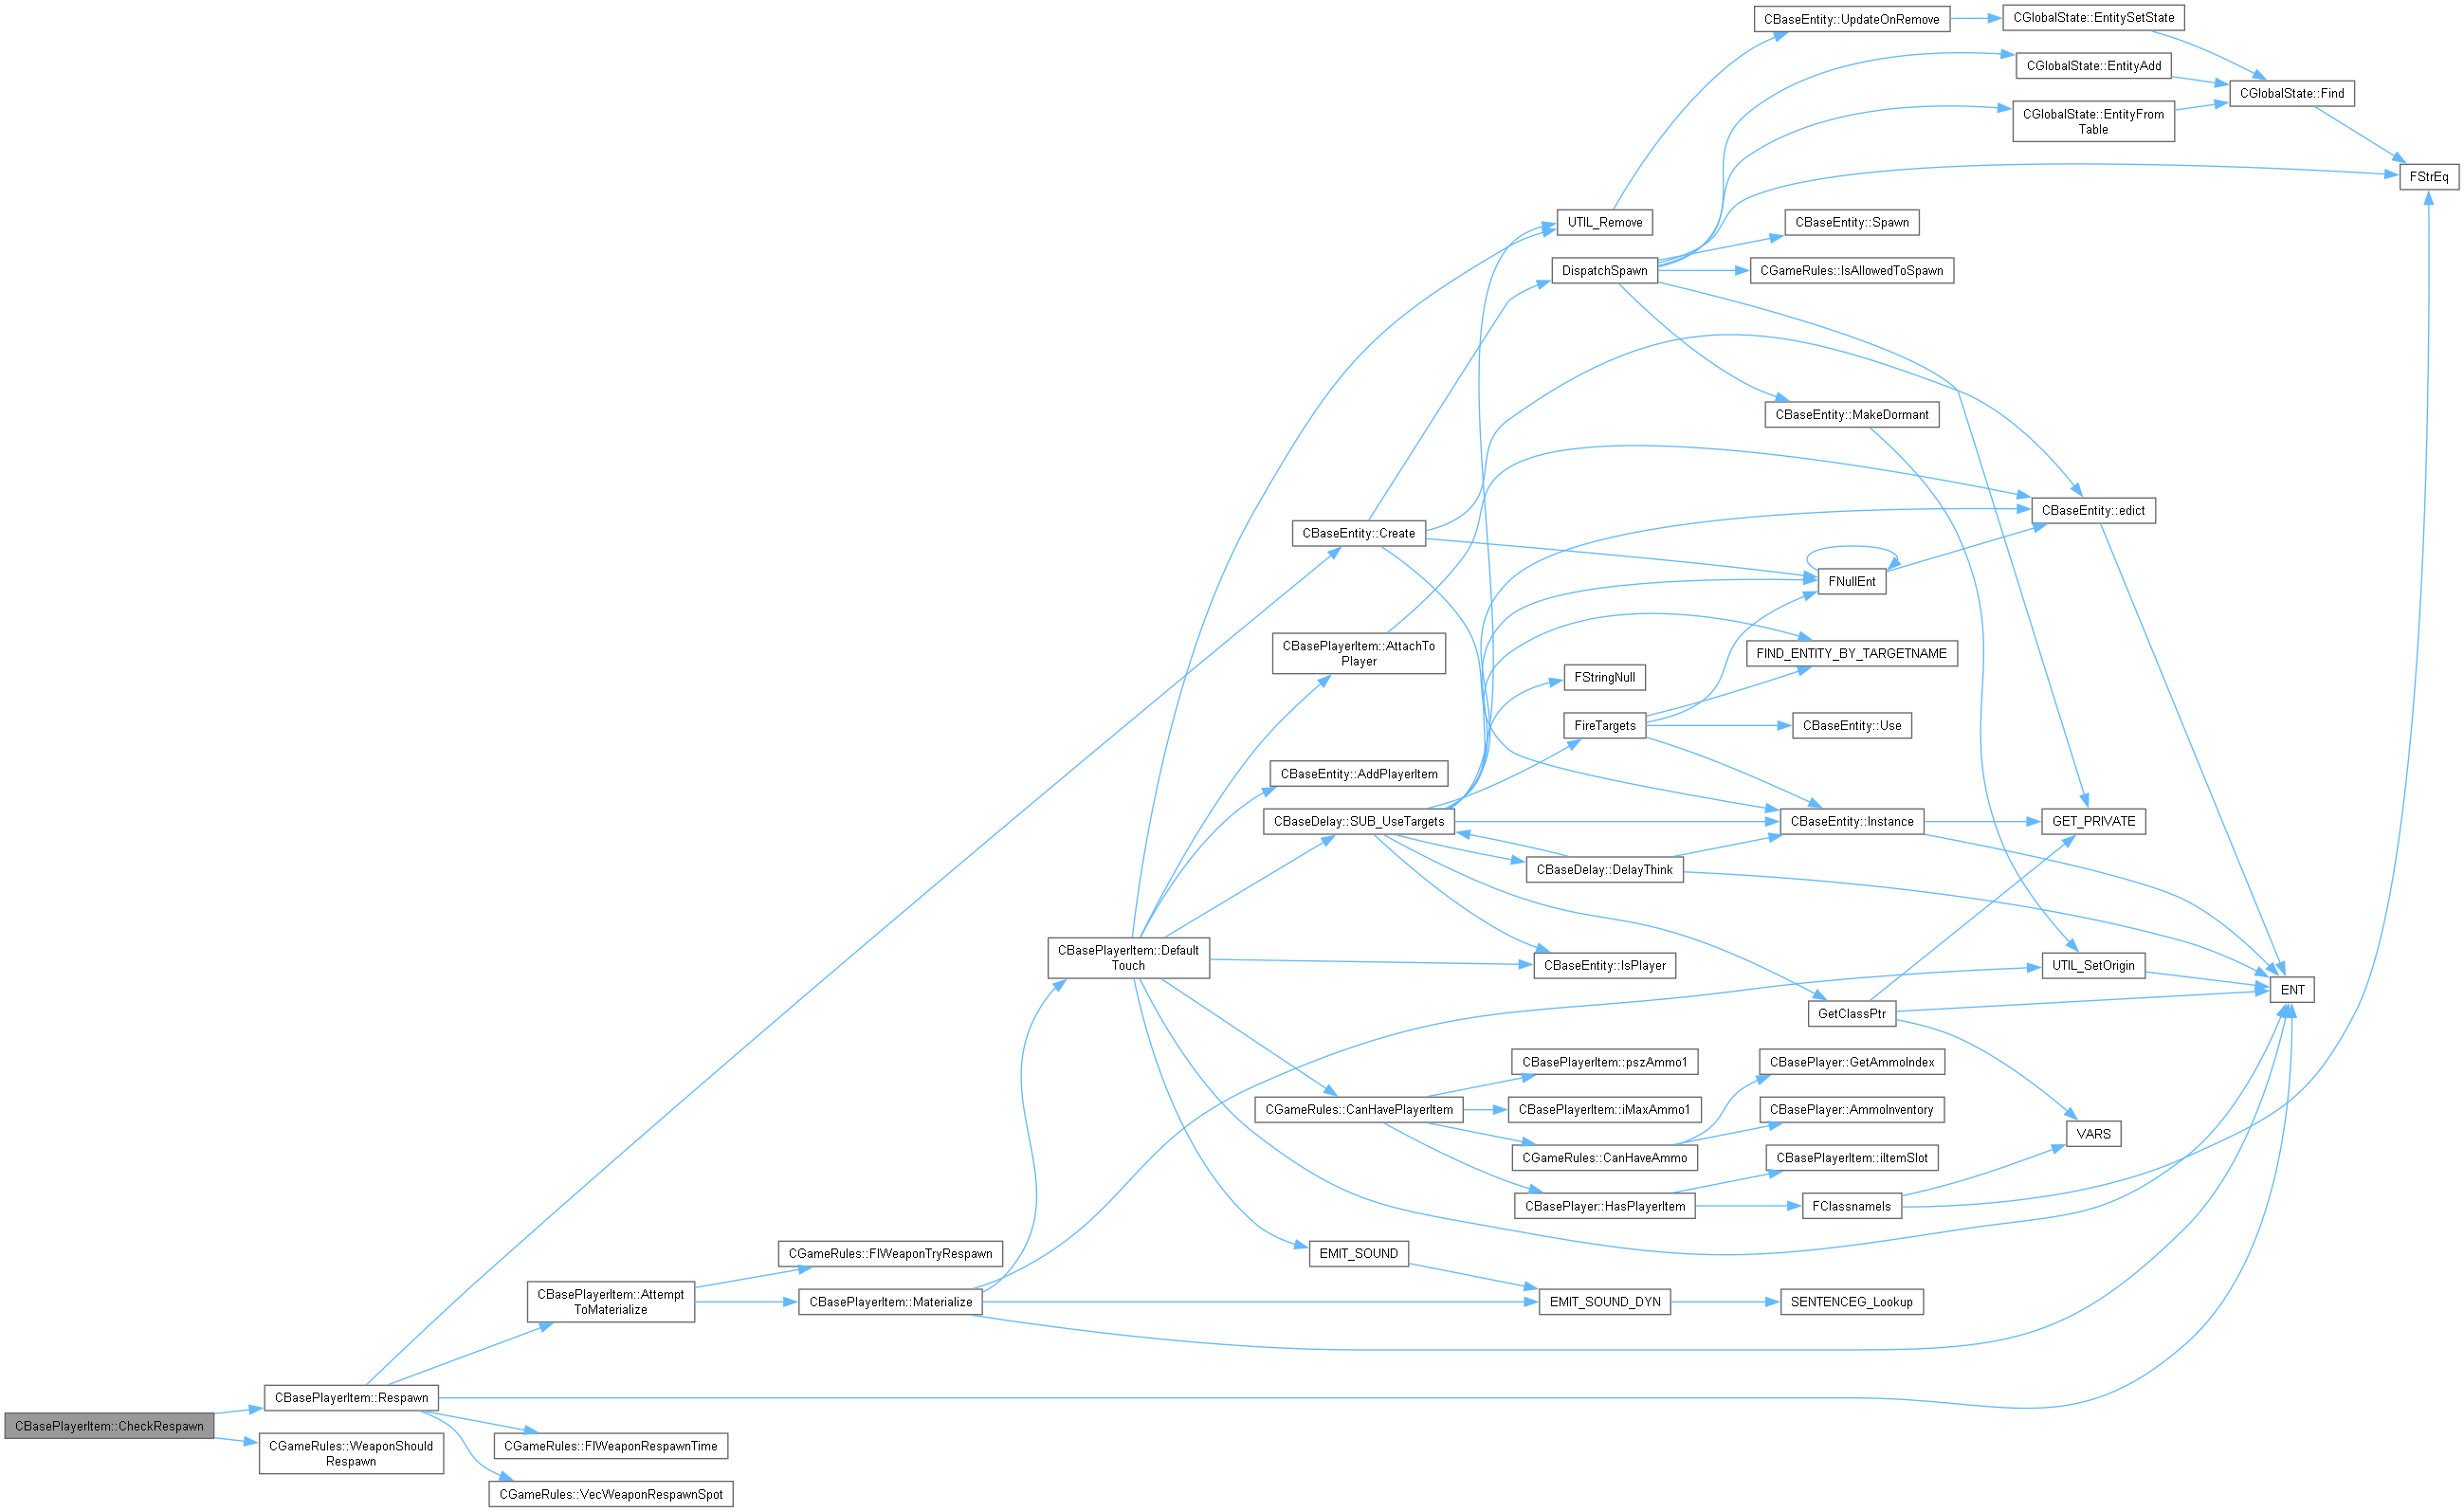 CBasePlayerItem::CheckRespawn
CBasePlayerItem::Respawn
CGameRules::WeaponShould
Respawn
CBasePlayerItem::Attempt
ToMaterialize
CGameRules::FlWeaponRespawnTime
CGameRules::VecWeaponRespawnSpot
CGameRules::FlWeaponTryRespawn
CBasePlayerItem::Materialize
CBasePlayerItem::Default
Touch
CBaseEntity::Create
CBasePlayerItem::AttachTo
Player
CBaseEntity::AddPlayerItem
CBaseDelay::SUB_UseTargets
CGameRules::CanHavePlayerItem
EMIT_SOUND
UTIL_Remove
DispatchSpawn
FStringNull
FireTargets
CBaseDelay::DelayThink
CBaseEntity::IsPlayer
CBasePlayerItem::pszAmmo1
CBasePlayerItem::iMaxAmmo1
CGameRules::CanHaveAmmo
CBasePlayer::HasPlayerItem
EMIT_SOUND_DYN
CBaseEntity::UpdateOnRemove
CBaseEntity::Spawn
CGameRules::IsAllowedToSpawn
CBaseEntity::MakeDormant
FNullEnt
FIND_ENTITY_BY_TARGETNAME
CBaseEntity::Use
CBaseEntity::Instance
GetClassPtr
CBasePlayer::GetAmmoIndex
CBasePlayer::AmmoInventory
CBasePlayerItem::iItemSlot
FClassnameIs
SENTENCEG_Lookup
CGlobalState::EntitySetState
CGlobalState::EntityAdd
CGlobalState::EntityFrom
Table
CBaseEntity::edict
GET_PRIVATE
UTIL_SetOrigin
VARS
CGlobalState::Find
ENT
FStrEq